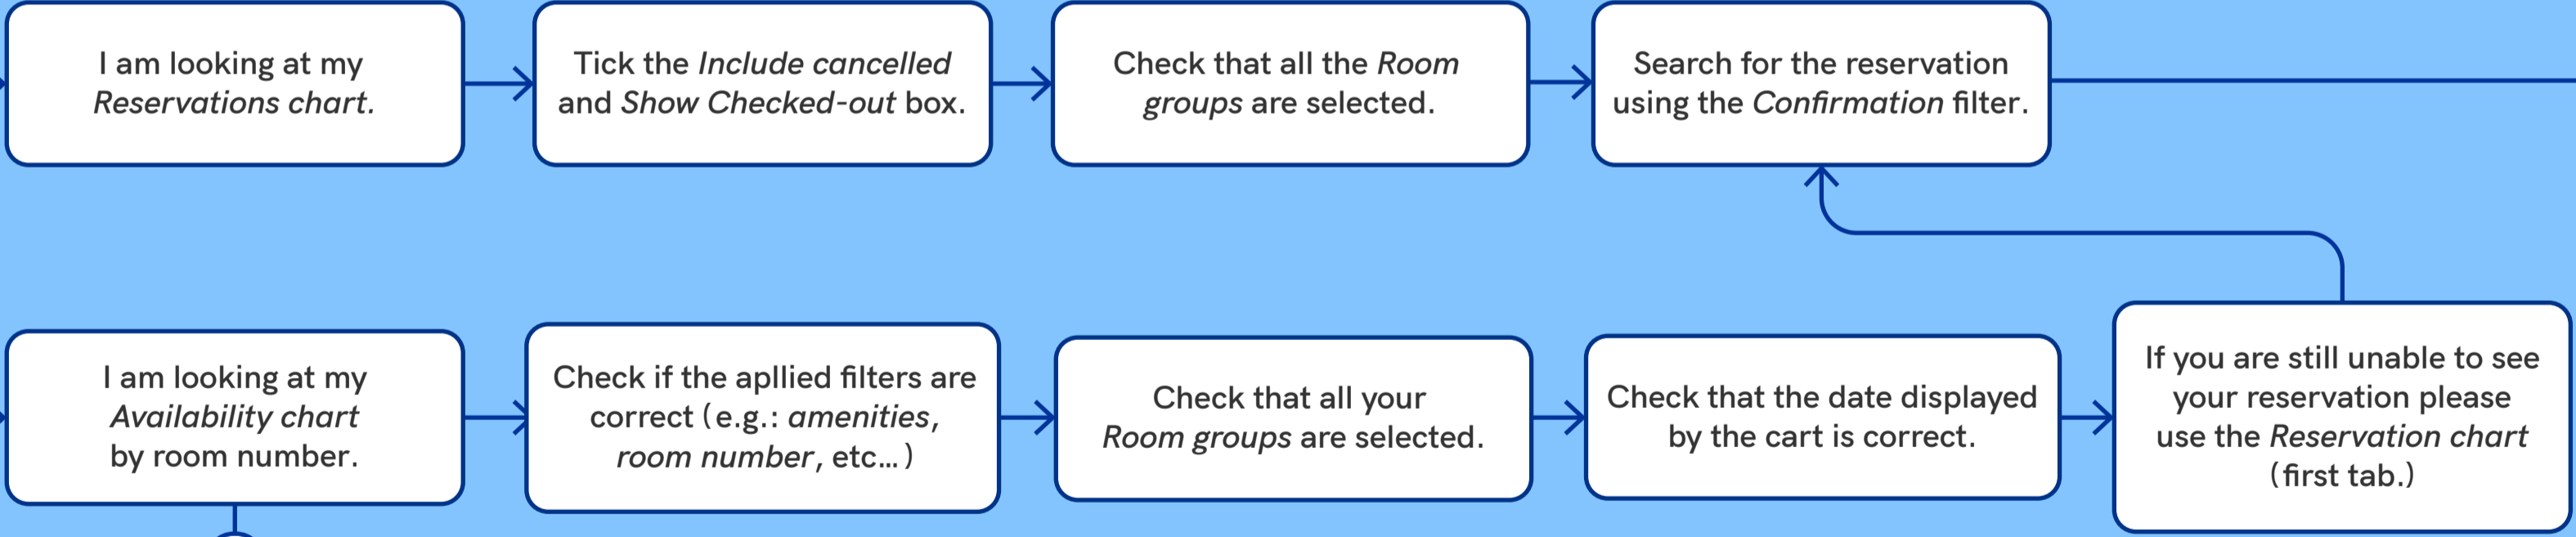 I am looking at my
Reservations chart.
Tick the Include cancelled
and Show Checked-out box.
Check that all the Room
groups are selected.
Search for the reservation
using the Confirmation filter.
I am looking at my
Availability chart
by room number.
Check if the apllied filters are
correct (e.g.: amenities,
room number, etc...)
Check that all your
Room groups are selected.
Check that the date displayed
by the cart is correct.
If you are still unable to see
your reservation please
use the Reservation chart
(first tab.)